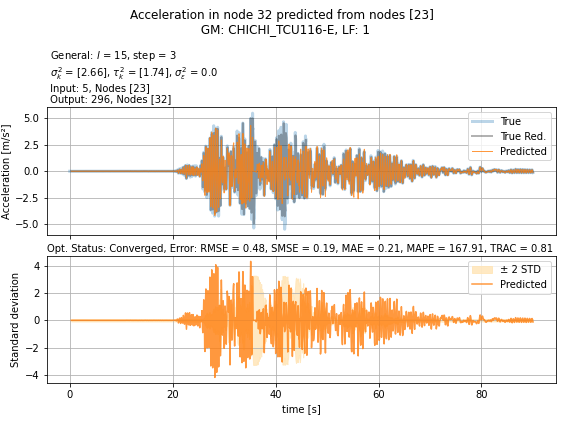 Acceleration in node 32 predicted from nodes [23]
GM: CHICHI_TCU116-E, LF: 1
General: l = 15, step = 3
σ²ₖ = [2.66], τ²ₖ = [1.74], σ²ε = 0.0
Input: 5, Nodes [23]
Output: 296, Nodes [32]
Acceleration [m/s²]
5.0
2.5
0.0
−2.5
−5.0
True
True Red.
Predicted
Opt. Status: Converged, Error: RMSE = 0.48, SMSE = 0.19, MAE = 0.21, MAPE = 167.91, TRAC = 0.81
Standard deviation
4
2
0
−2
−4
± 2 STD
Predicted
0 20 40 60 80
time [s]